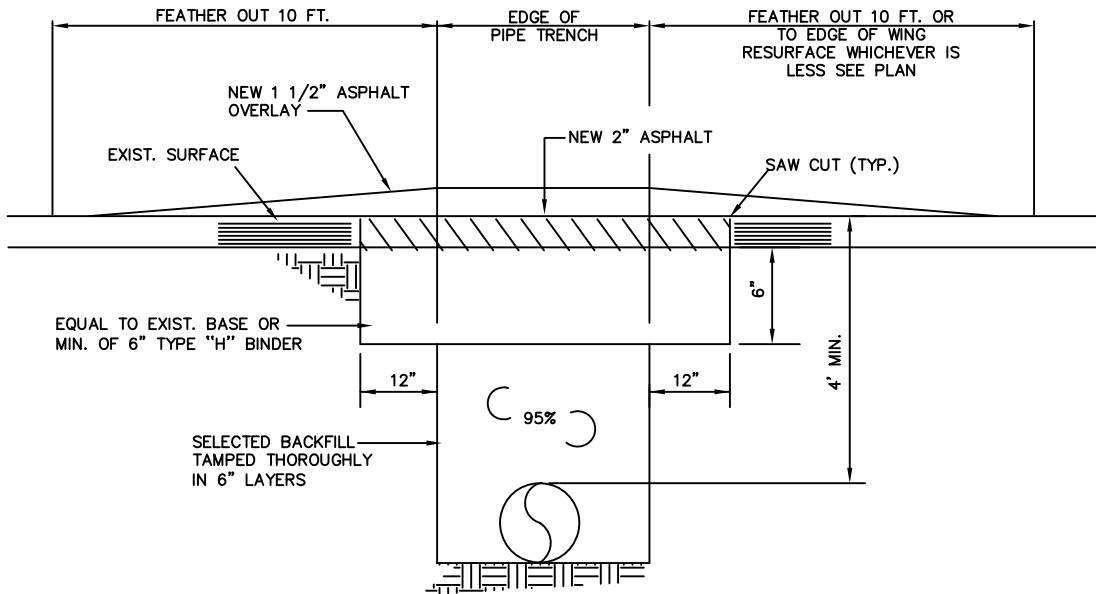 FEATHER OUT 10 FT.
EDGE OF
PIPE TRENCH
FEATHER OUT 10 FT. OR
TO EDGE OF WING
RESURFACE WHICHEVER IS
LESS SEE PLAN
NEW 1 1/2" ASPHALT
OVERLAY
NEW 2" ASPHALT
EXIST. SURFACE
SAW CUT (TYP.)
6"
EQUAL TO EXIST. BASE OR
MIN. OF 6" TYPE "H" BINDER
4' MIN.
12"
12"
95%
SELECTED BACKFILL
TAMPED THOROUGHLY
IN 6" LAYERS